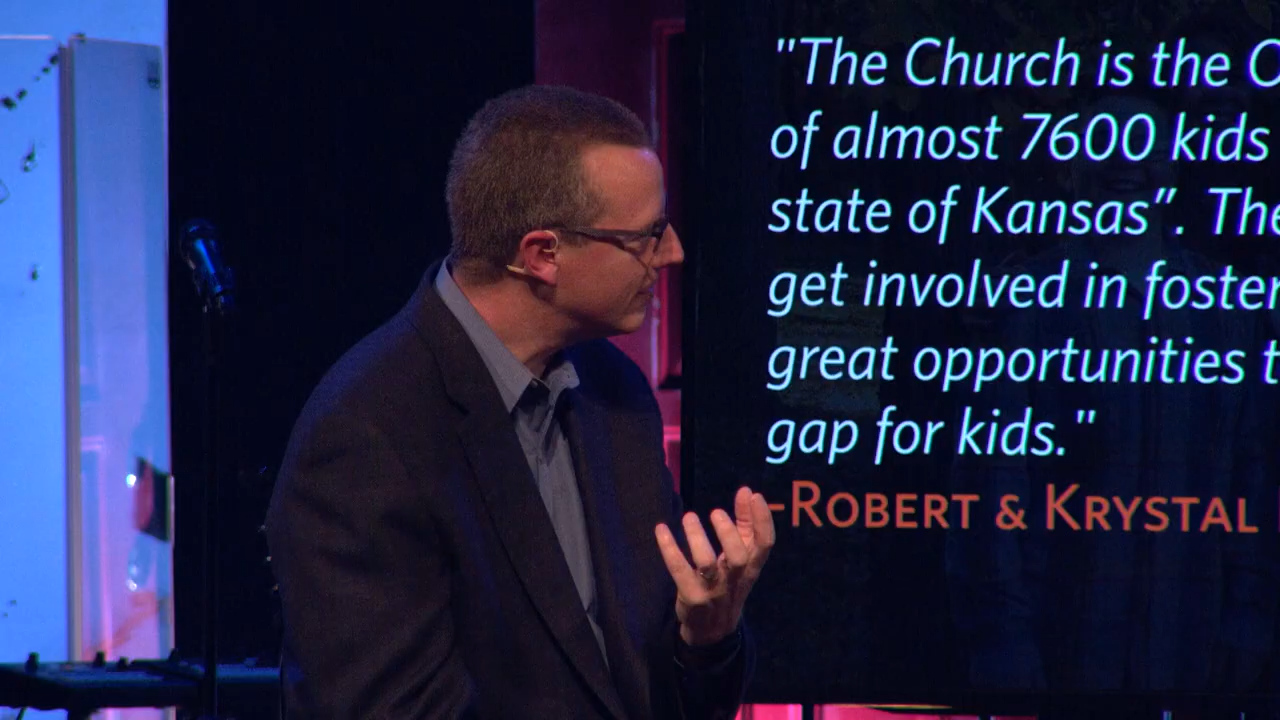 "The Church is the
of almost 7600 kids
state of Kansas”. The
get involved in foster
great opportunities
gap for kids."
-ROBERT & KRYSTAL